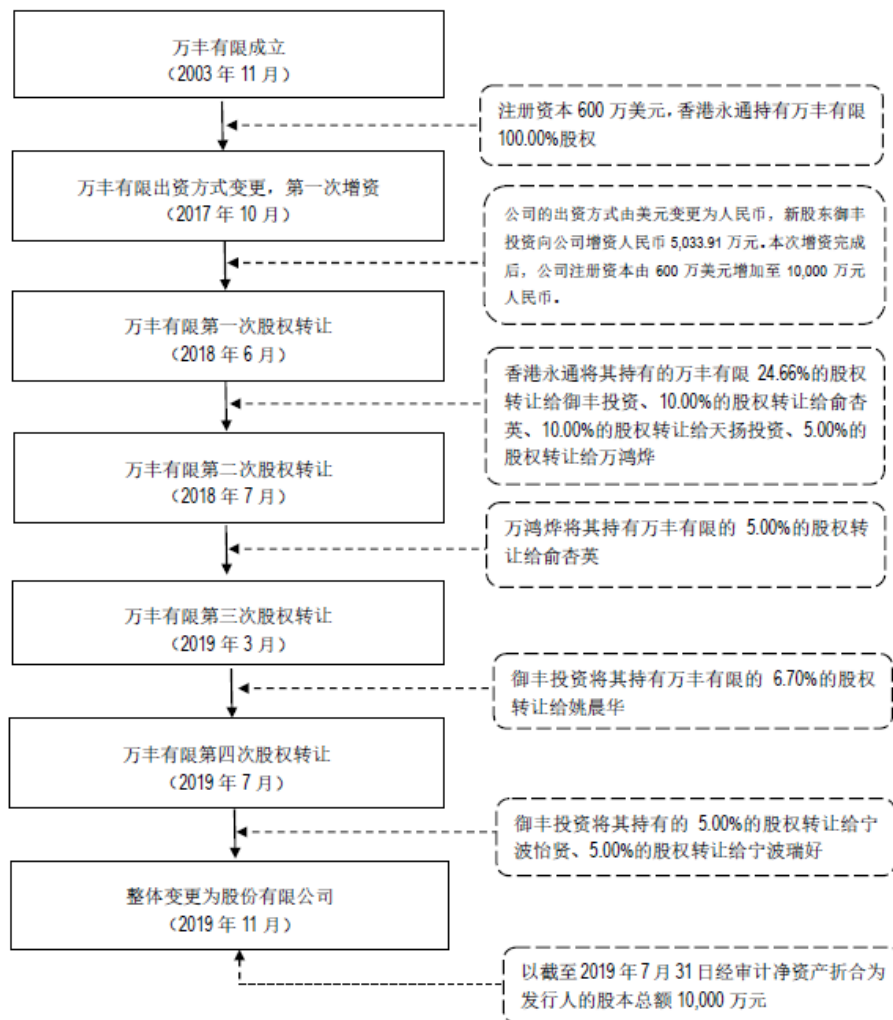 万丰有限成立
（2003 年 11 月）
注册资本 600 万美元，香港永通持有万丰有限
100.00%股权
万丰有限出资方式变更，第一次增资
（2017 年 10 月）
公司的出资方式由美元变更为人民币，新股东御丰
投资向公司增资人民币 5,033.91 万元。本次增资完成
后，公司注册资本由 600 万美元增加至 10,000 万元
人民币。
万丰有限第一次股权转让
（2018 年 6 月）
香港永通将其持有的万丰有限 24.66%的股权
转让给御丰投资、10.00%的股权转让给俞杏
英、10.00%的股权转让给天扬投资、5.00%的
股权转让给万鸿烨
万丰有限第二次股权转让
（2018 年 7 月）
万鸿烨将其持有万丰有限的 5.00%的股权转
让给俞杏英
万丰有限第三次股权转让
（2019 年 3 月）
御丰投资将其持有万丰有限的 6.70%的股权
转让给姚晨华
万丰有限第四次股权转让
（2019 年 7 月）
御丰投资将其持有的 5.00%的股权转让给宁
波怡贤、5.00%的股权转让给宁波瑞好
整体变更为股份有限公司
（2019 年 11 月）
以截至 2019 年 7 月 31 日经审计净资产折合为
发行人的股本总额 10,000 万元